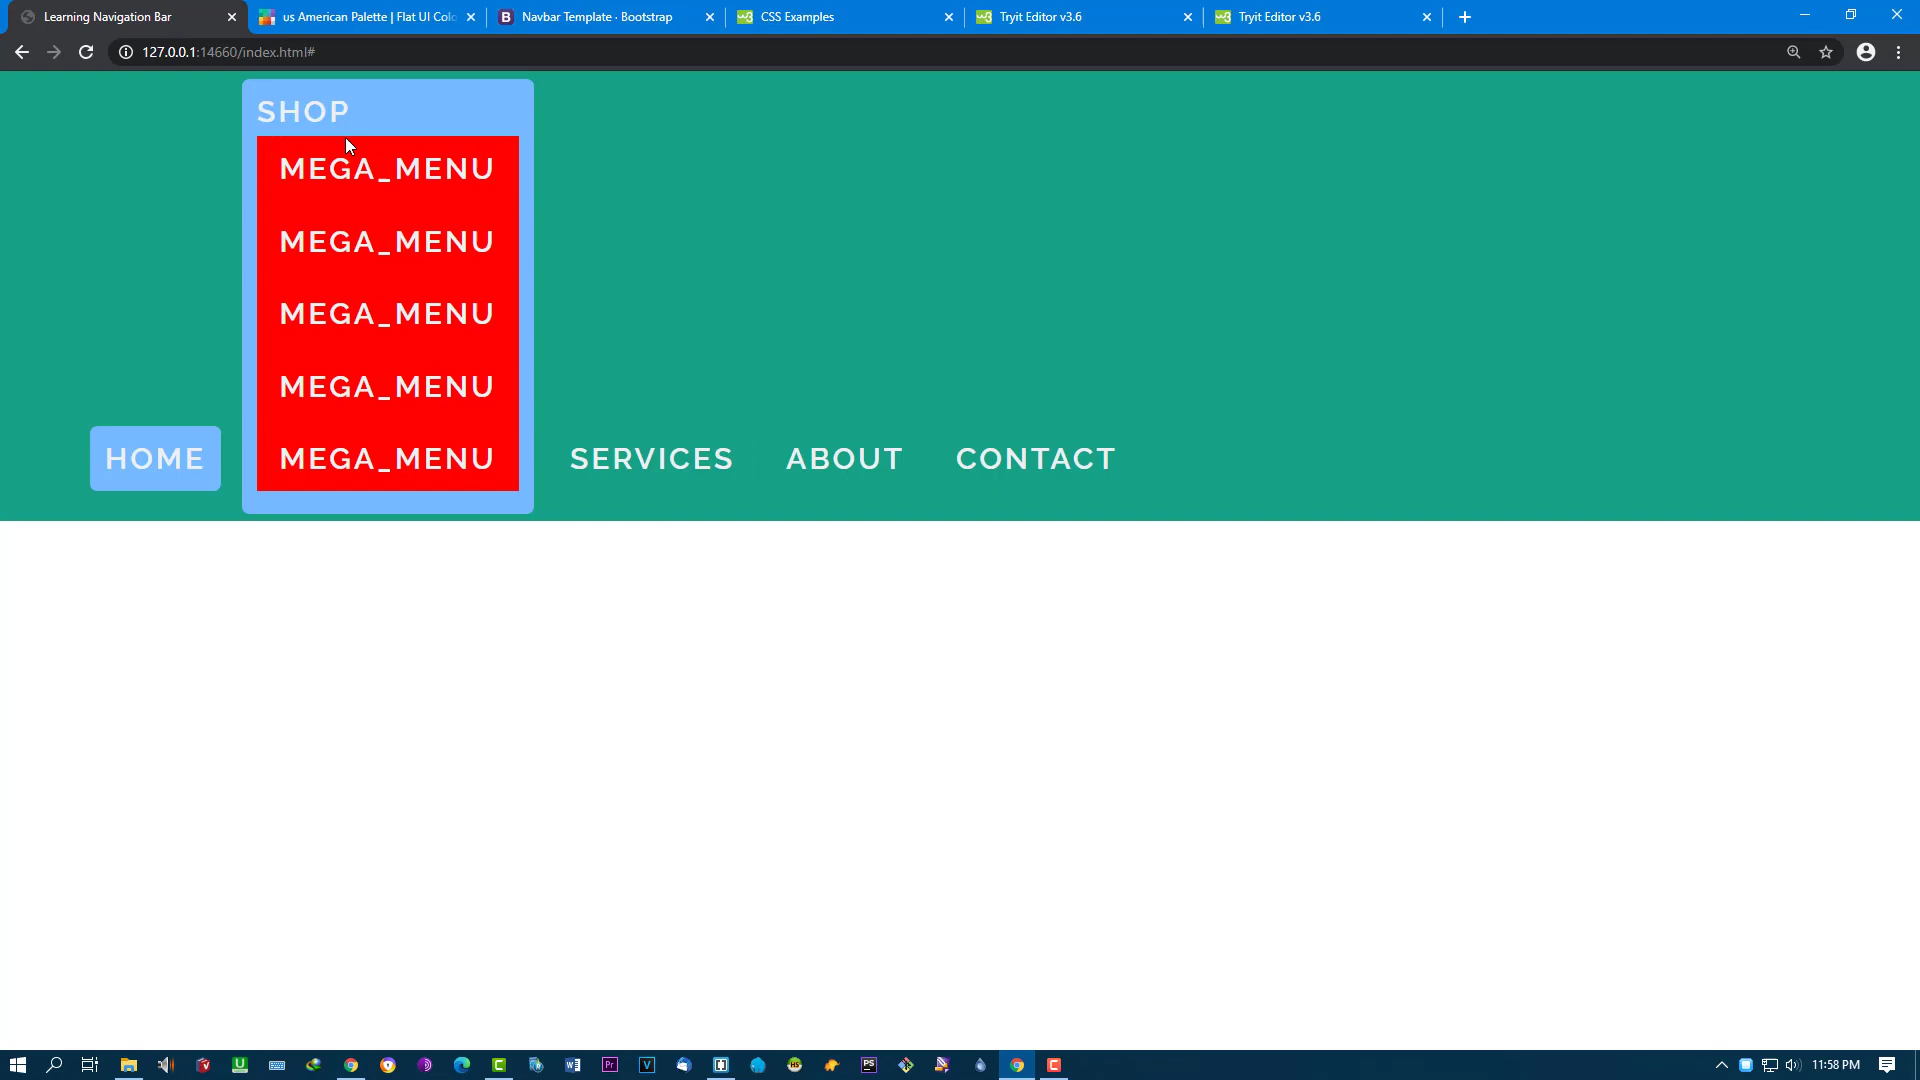 Learning Navigation Bar
us American Palette | Flat UI Colo
Navbar Template · Bootstrap
CSS Examples
Tryit Editor v3.6
Tryit Editor v3.6
127.0.0.1:14660/index.html#
SHOP
MEGA_MENU
MEGA_MENU
MEGA_MENU
MEGA_MENU
HOME
MEGA_MENU
SERVICES
ABOUT
CONTACT
11:58 PM